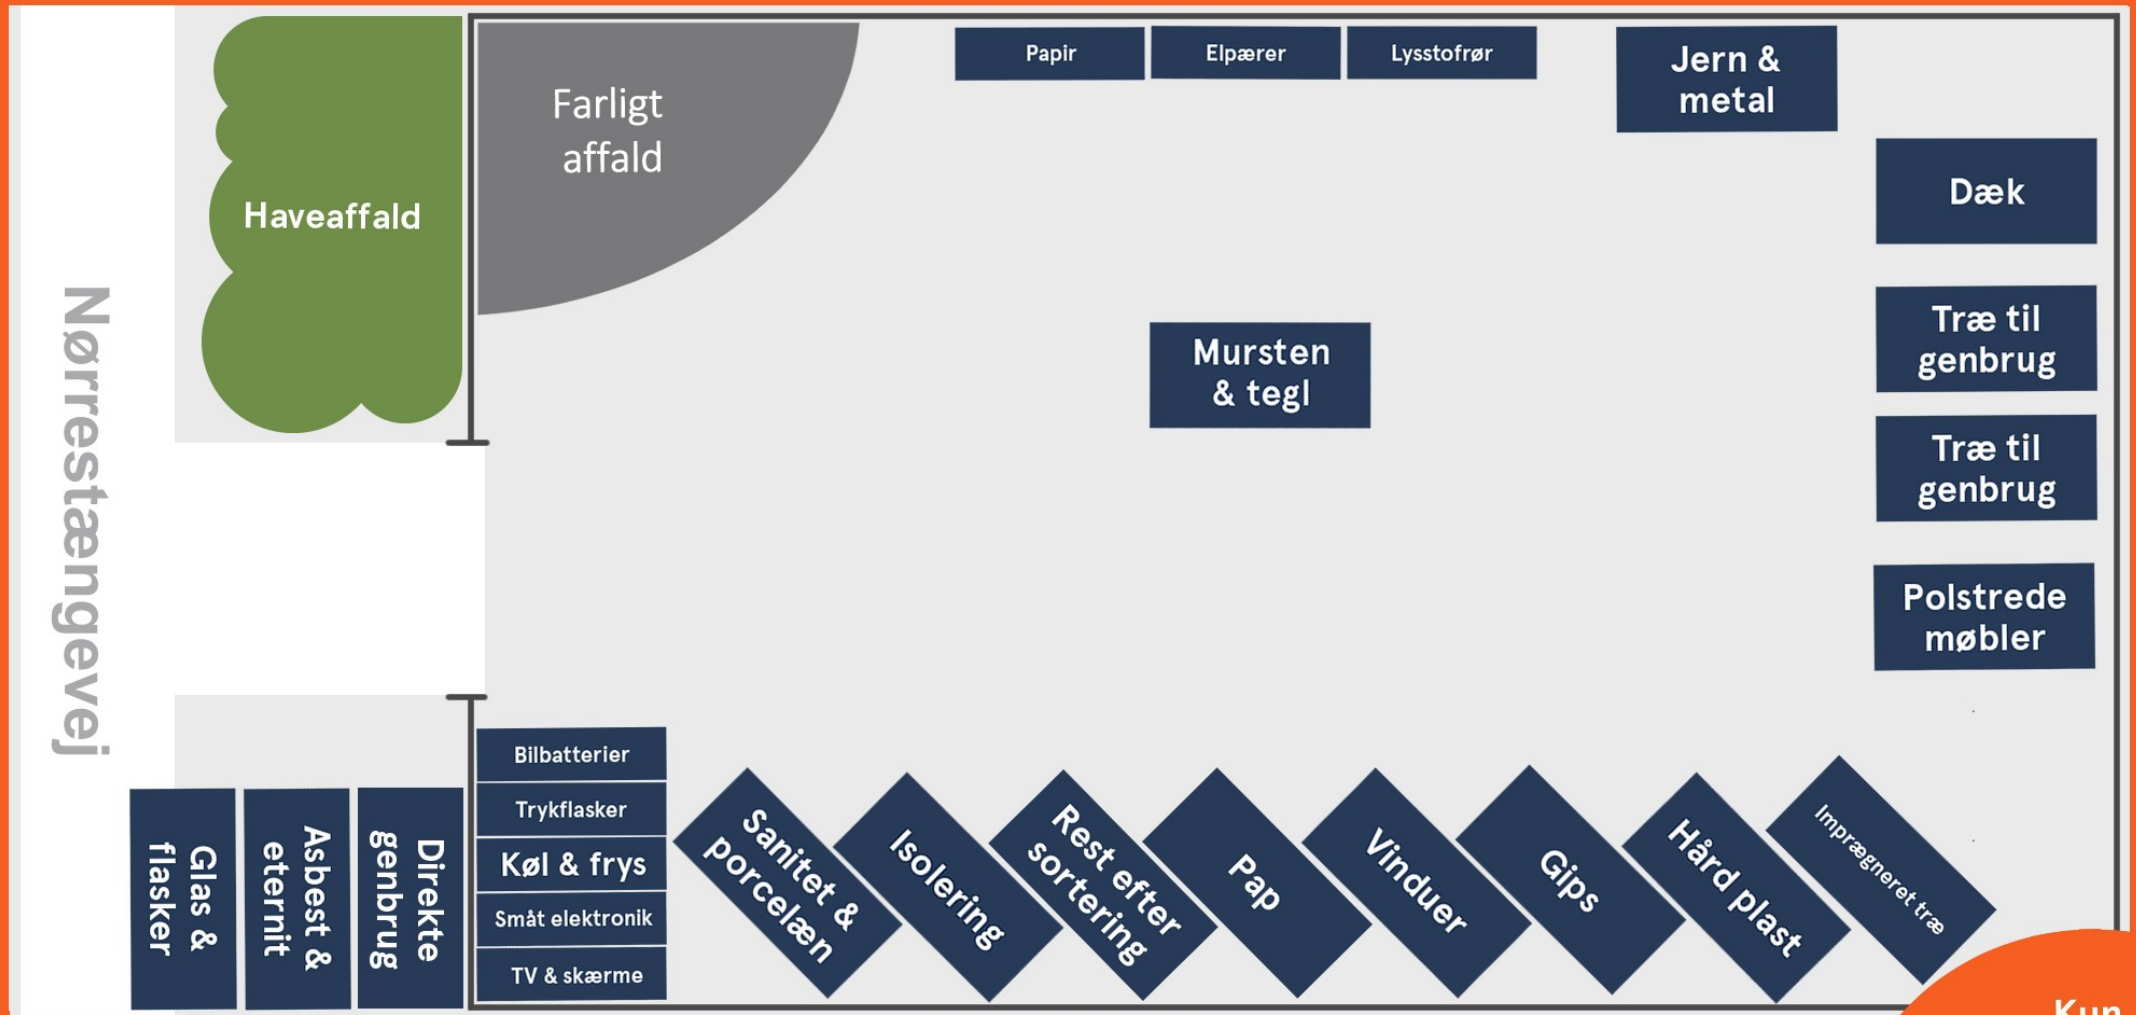 Nørrestængevej
Haveaffald
Farligt
affald
Papir
Elpærer
Lysstofrør
Jern &
metal
Dæk
Træ til
genbrug
Træ til
genbrug
Polstrede
møbler
Mursten
& tegl
Glas &
flasker
Asbest &
eternit
Direkte
genbrug
Bilbatterier
Trykflasker
Køl & frys
Småt elektronik
TV & skærme
Sanitet &
porcelæn
Isolering
Rest efter
sortering
Pap
Vinduer
Gips
Hård plast
Imprægneret træ
Kun